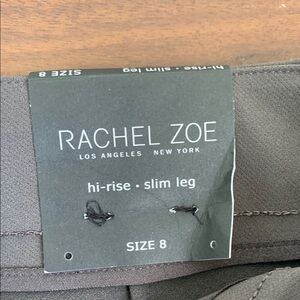 hi-rise • slim leg
SIZE 8
RACHEL ZOE
LOS ANGELES NEW YORK
hi-rise • slim leg
SIZE 8